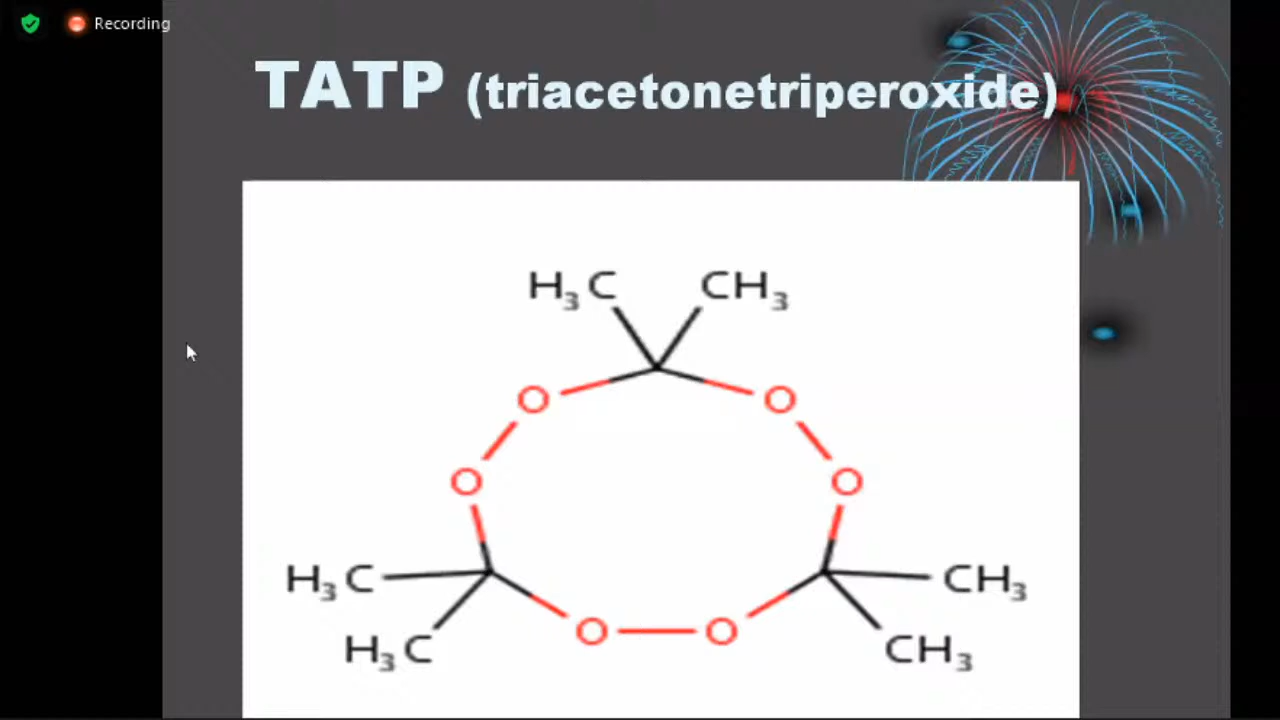 Recording
TATP (triacetonetriperoxide)
H3C CH3
O O
O O
H3C CH3
O O
H3C CH3